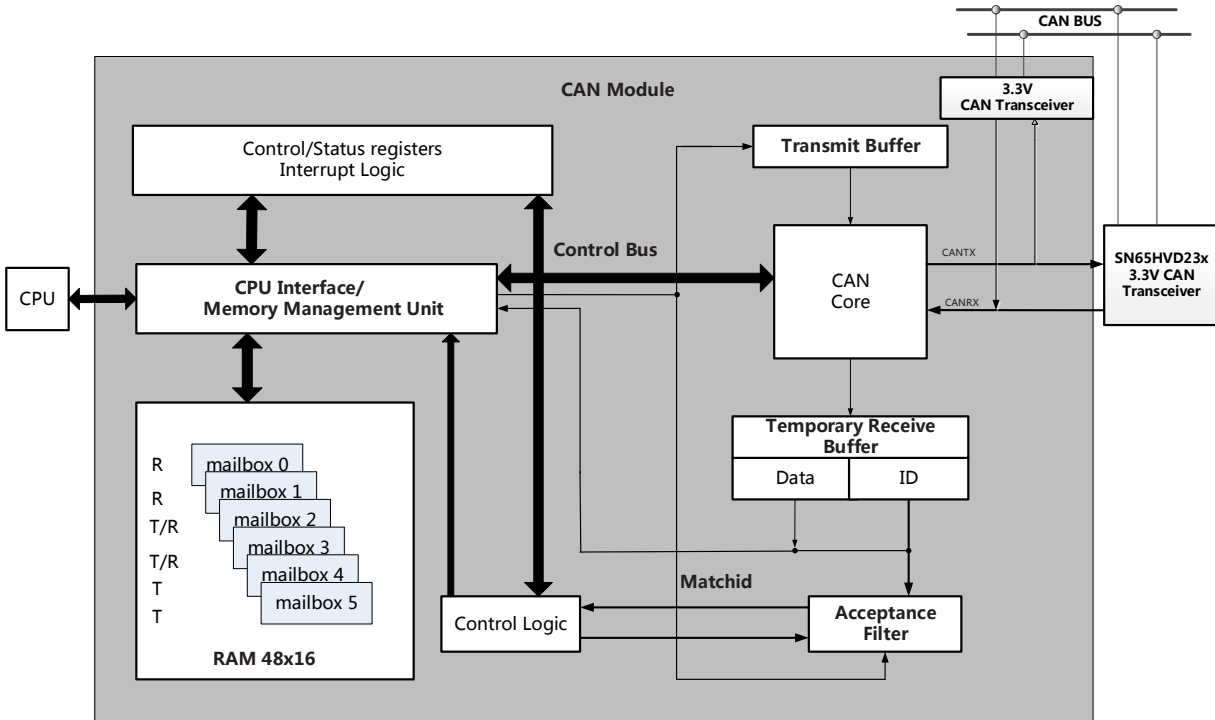 CAN BUS
CAN Module
3.3V
CAN Transceiver
Control/Status registers
Interrupt Logic
Transmit Buffer
Control Bus
CPU
CPU Interface/
Memory Management Unit
CAN
Core
CANTX
CANRX
SN65HVD23x
3.3V CAN
Transceiver
Temporary Receive
Buffer
Data
ID
R
mailbox 0
R
mailbox 1
T/R
mailbox 2
T/R
mailbox 3
T
mailbox 4
T
mailbox 5
RAM 48x16
Control Logic
Matchid
Acceptance
Filter